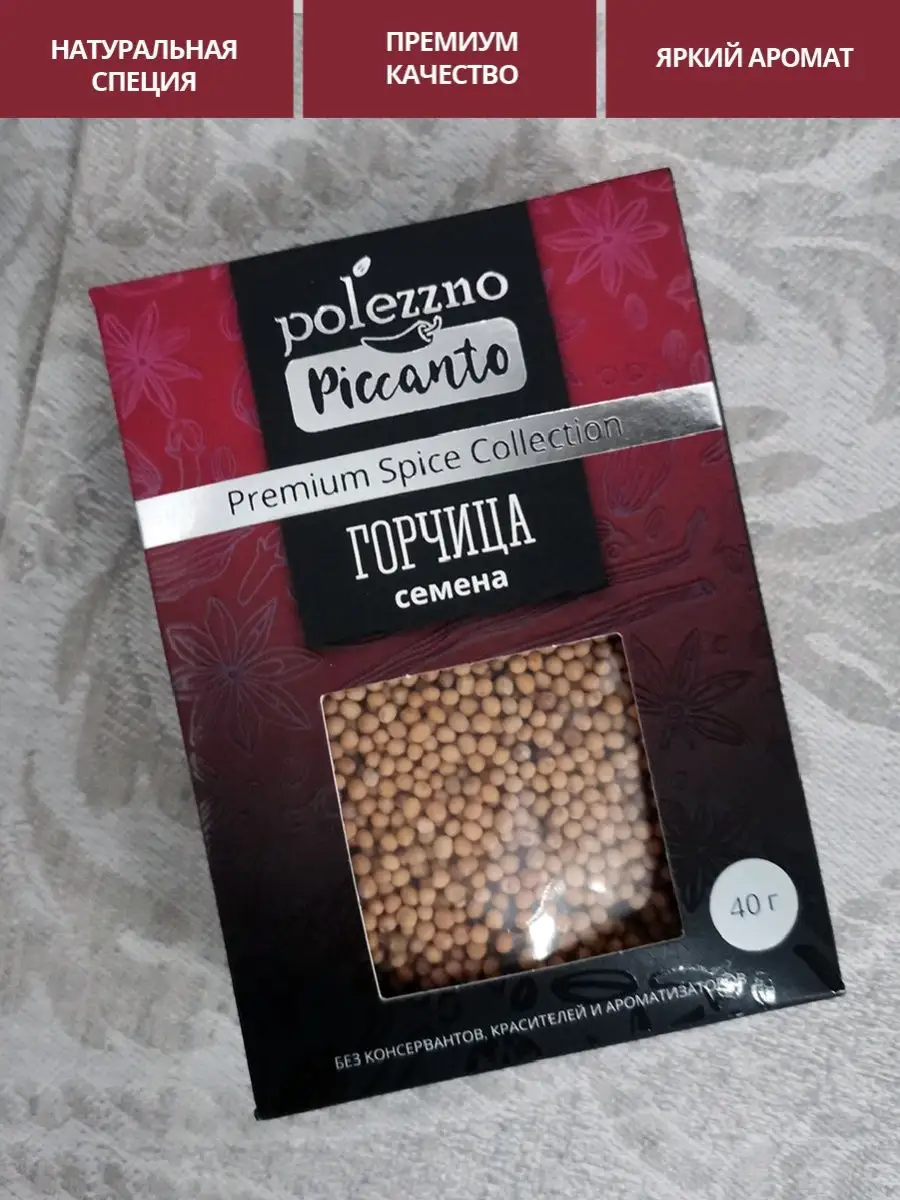 НАТУРАЛЬНАЯ
СПЕЦИЯ
ПРЕМИУМ
КАЧЕСТВО
ЯРКИЙ АРОМАТ
polezzno
Piccanto
Premium Spice Collection
ГОРЧИЦА
семена
40 г
БЕЗ КОНСЕРВАНТОВ, КРАСИТЕЛЕЙ И АРОМАТИЗАТОРОВ